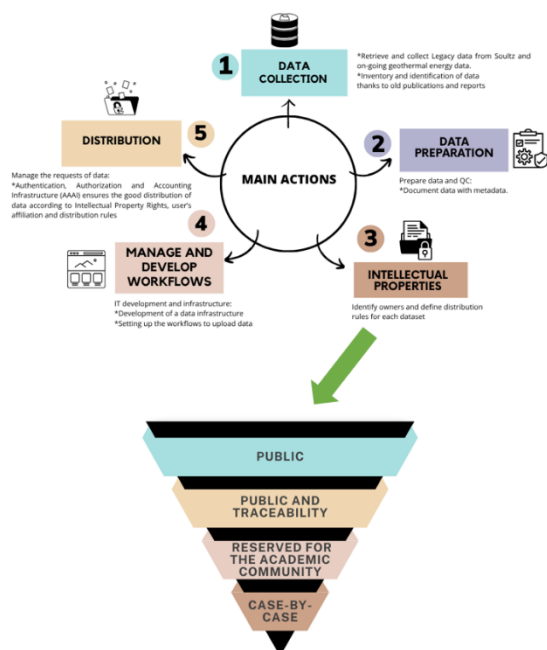 1
DATA
COLLECTION
*Retrieve and collect Legacy data from Soultz and
on-going geothermal energy data.
*Inventory and identification of data
thanks to old publications and reports
MAIN ACTIONS
2
DATA
PREPARATION
Prepare data and QC:
*Document data with metadata.
3
INTELLECTUAL
PROPERTIES
Identify owners and define distribution
rules for each dataset
4
MANAGE AND
DEVELOP
WORKFLOWS
IT development and infrastructure:
*Development of a data infrastructure
*Setting up the workflows to upload data
DISTRIBUTION
5
Manage the requests of data:
*Authentication, Authorization and Accounting
Infrastructure (AAAI) ensures the good distribution of
data according to Intellectual Property Rights, user's
affiliation and distribution rules
PUBLIC
PUBLIC AND
TRACEABILITY
RESERVED FOR
THE ACADEMIC
COMMUNITY
CASE-BY-
CASE